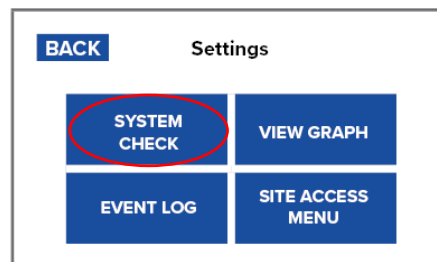 BACK
Settings
SYSTEM
CHECK
VIEW GRAPH
EVENT LOG
SITE ACCESS
MENU